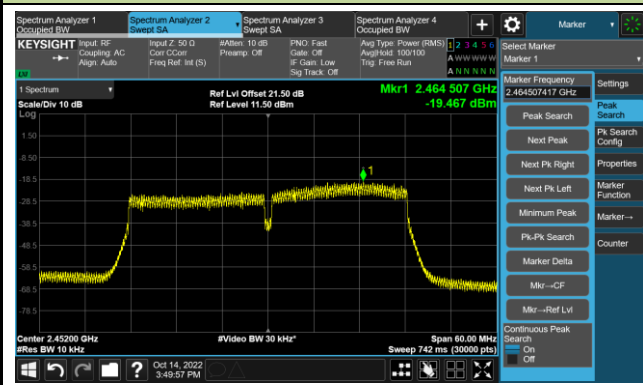 Spectrum Analyzer 1
Occupied BW
Spectrum Analyzer 2
Swept SA
Spectrum Analyzer 3
Swept SA
Spectrum Analyzer 4
Occupied BW
+
Marker
KEYSIGHT
Input: RF
Coupling: AC
Align: Auto
Input Z: 50 Ω
Corr CCorr
Freq Ref: Int (S)
#Atten: 10 dB
Preamp: Off
PNO: Fast
Gate: Off
IF Gain: Low
Sig Track: Off
Avg Type: Power (RMS)
Avg|Hold: 100/100
Trig: Free Run
1 2 3 4 5 6
A W W W W W
A N N N N N
Select Marker
Marker 1
1 Spectrum
Scale/Div 10 dB
Log
Ref Lvl Offset 21.50 dB
Ref Level 11.50 dBm
Mkr1 2.464 507 GHz
-19.467 dBm
1.50
-8.50
-18.5
-28.5
-38.5
-48.5
-58.5
-68.5
-78.5
1
Center 2.45200 GHz
#Res BW 10 kHz
#Video BW 30 kHz*
Span 60.00 MHz
Sweep 742 ms (30000 pts)
Marker Frequency
2.464507417 GHz
Peak Search
Next Peak
Next Pk Right
Next Pk Left
Minimum Peak
Pk-Pk Search
Marker Delta
Mkr→CF
Mkr→Ref Lvl
Continuous Peak
Search
On
Off
Settings
Peak
Search
Pk Search
Config
Properties
Marker
Function
Marker→
Counter
?
Oct 14, 2022
3:49:57 PM